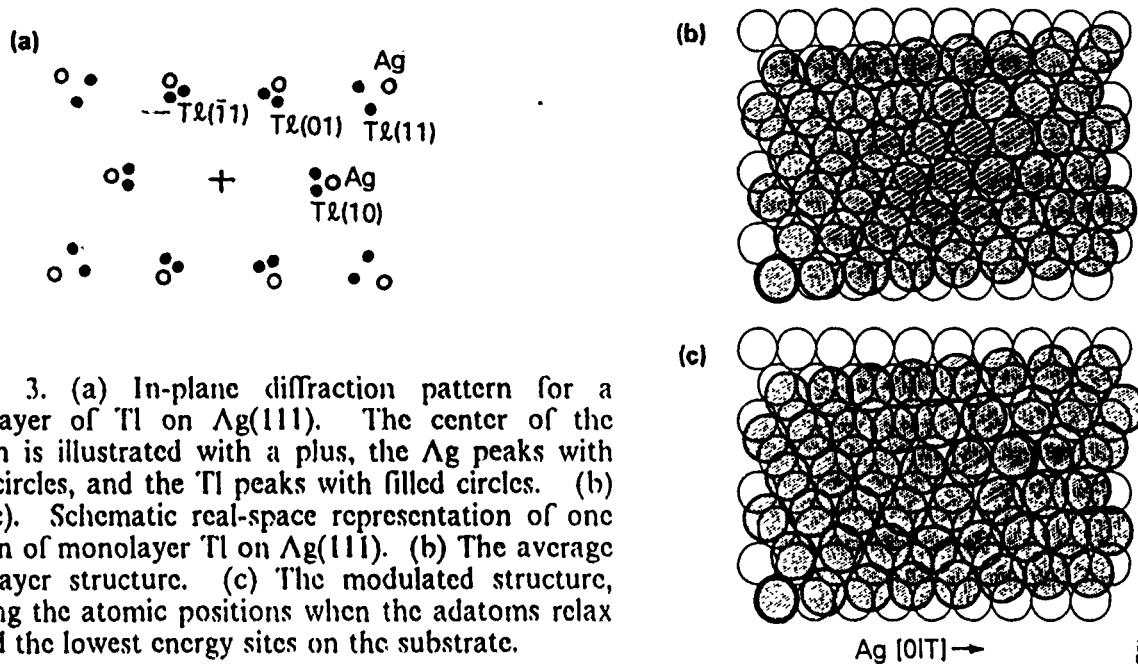 (a)
Ag
Tℓ(1̄1)
Tℓ(01)
Tℓ(11)
Ag
Tℓ(10)
3. (a) In-plane diffraction pattern for a
layer of Tl on Ag(111). The center of the
n is illustrated with a plus, the Ag peaks with
circles, and the Tl peaks with filled circles. (b)
). Schematic real-space representation of one
n of monolayer Tl on Ag(111). (b) The average
layer structure. (c) The modulated structure,
ng the atomic positions when the adatoms relax
the lowest energy sites on the substrate.
(b)
(c)
Ag [01T] →